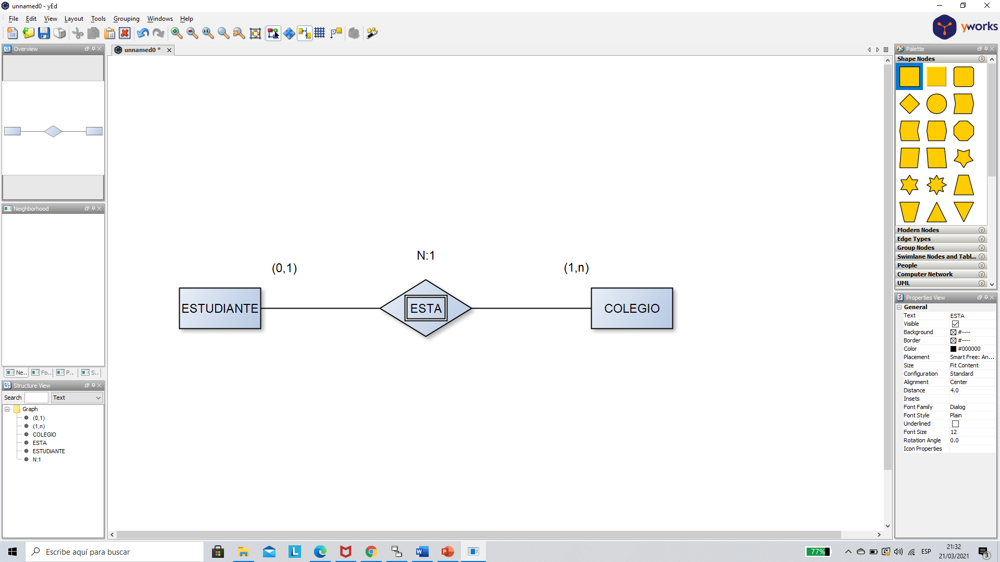 unnamed0 - yEd
File Edit View Layout Tools Grouping Windows Help
yworks
Overview
unnamed0 *
Palette
Shape Nodes
Modern Nodes
Edge Types
Group Nodes
Swimlane Nodes and Tabl...
People
Computer Network
UML
Neighborhood
Ne.. Fo.. P.. S..
Structure View
Search Text
Graph
(0,1)
(1,n)
COLEGIO
ESTA
ESTUDIANTE
N:1
N:1
(0,1) (1,n)
ESTUDIANTE ESTA COLEGIO
Properties View
General
Text ESTA
Visible
Background #----
Border #----
Color #000000
Placement Smart Free: An...
Size Fit Content
Configuration Standard
Alignment Center
Distance 4.0
Insets
Font Family Dialog
Font Style Plain
Underlined
Font Size 12
Rotation Angle 0.0
Icon Properties
Escribe aquí para buscar
77%
ESP
21:32
21/03/2021
3